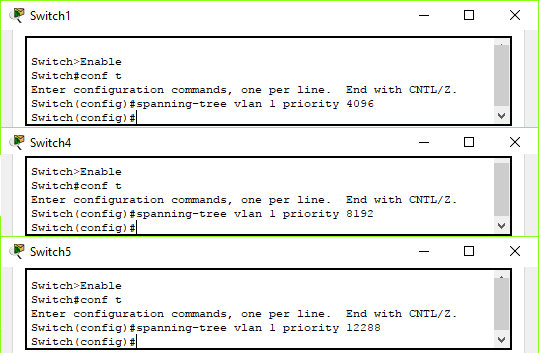 Switch1
Switch>Enable
Switch#conf t
Enter configuration commands, one per line.  End with CNTL/Z.
Switch(config)#spanning-tree vlan 1 priority 4096
Switch(config)#
Switch4
Switch>Enable
Switch#conf t
Enter configuration commands, one per line.  End with CNTL/Z.
Switch(config)#spanning-tree vlan 1 priority 8192
Switch(config)#
Switch5
Switch>Enable
Switch#conf t
Enter configuration commands, one per line.  End with CNTL/Z.
Switch(config)#spanning-tree vlan 1 priority 12288
Switch(config)#